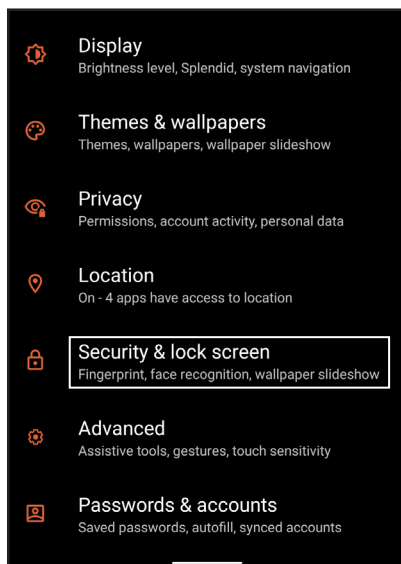 Display
Brightness level, Splendid, system navigation
Themes & wallpapers
Themes, wallpapers, wallpaper slideshow
Privacy
Permissions, account activity, personal data
Location
On - 4 apps have access to location
Security & lock screen
Fingerprint, face recognition, wallpaper slideshow
Advanced
Assistive tools, gestures, touch sensitivity
Passwords & accounts
Saved passwords, autofill, synced accounts